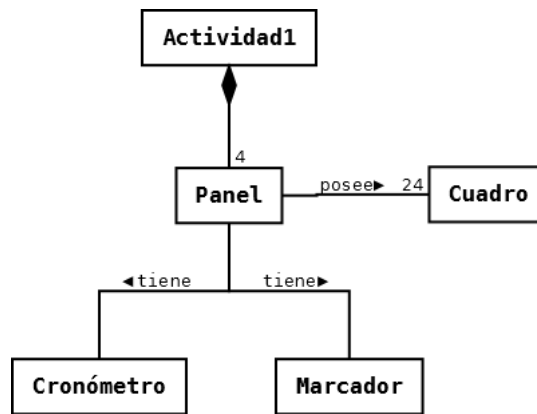 Actividad1
4
Panel
posee▶ 24
Cuadro
◀tiene
tiene▶
Cronómetro
Marcador